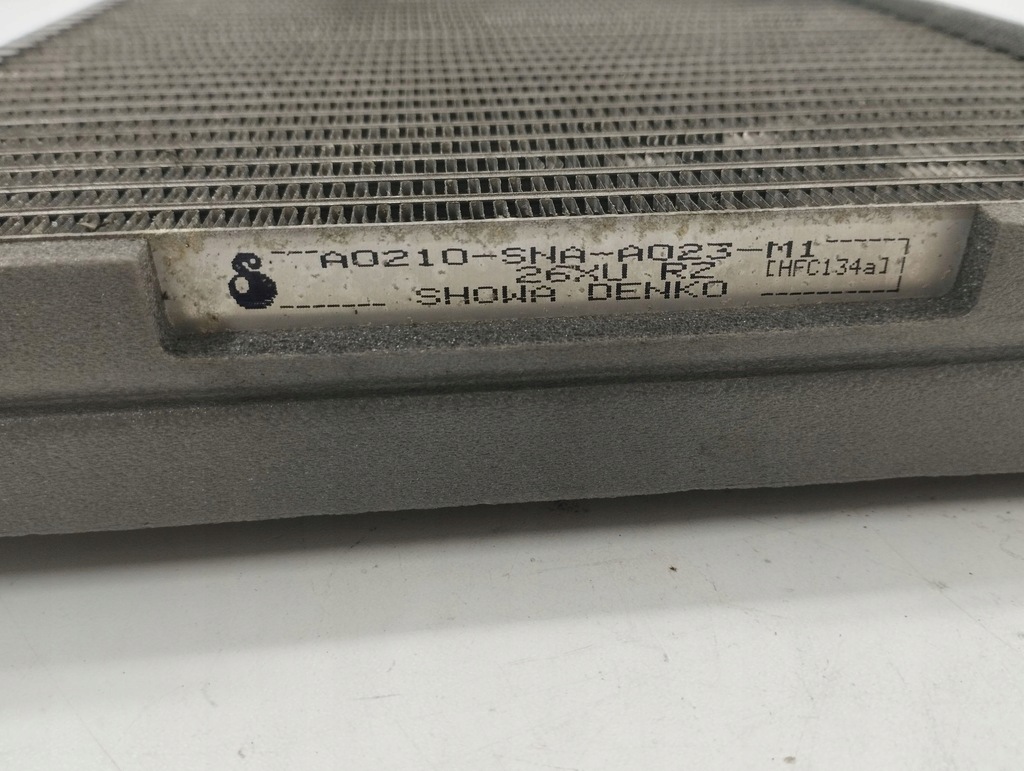 A0210-SNA-A023-M1
26XU RZ [HFC134a]
SHOWA DENKO